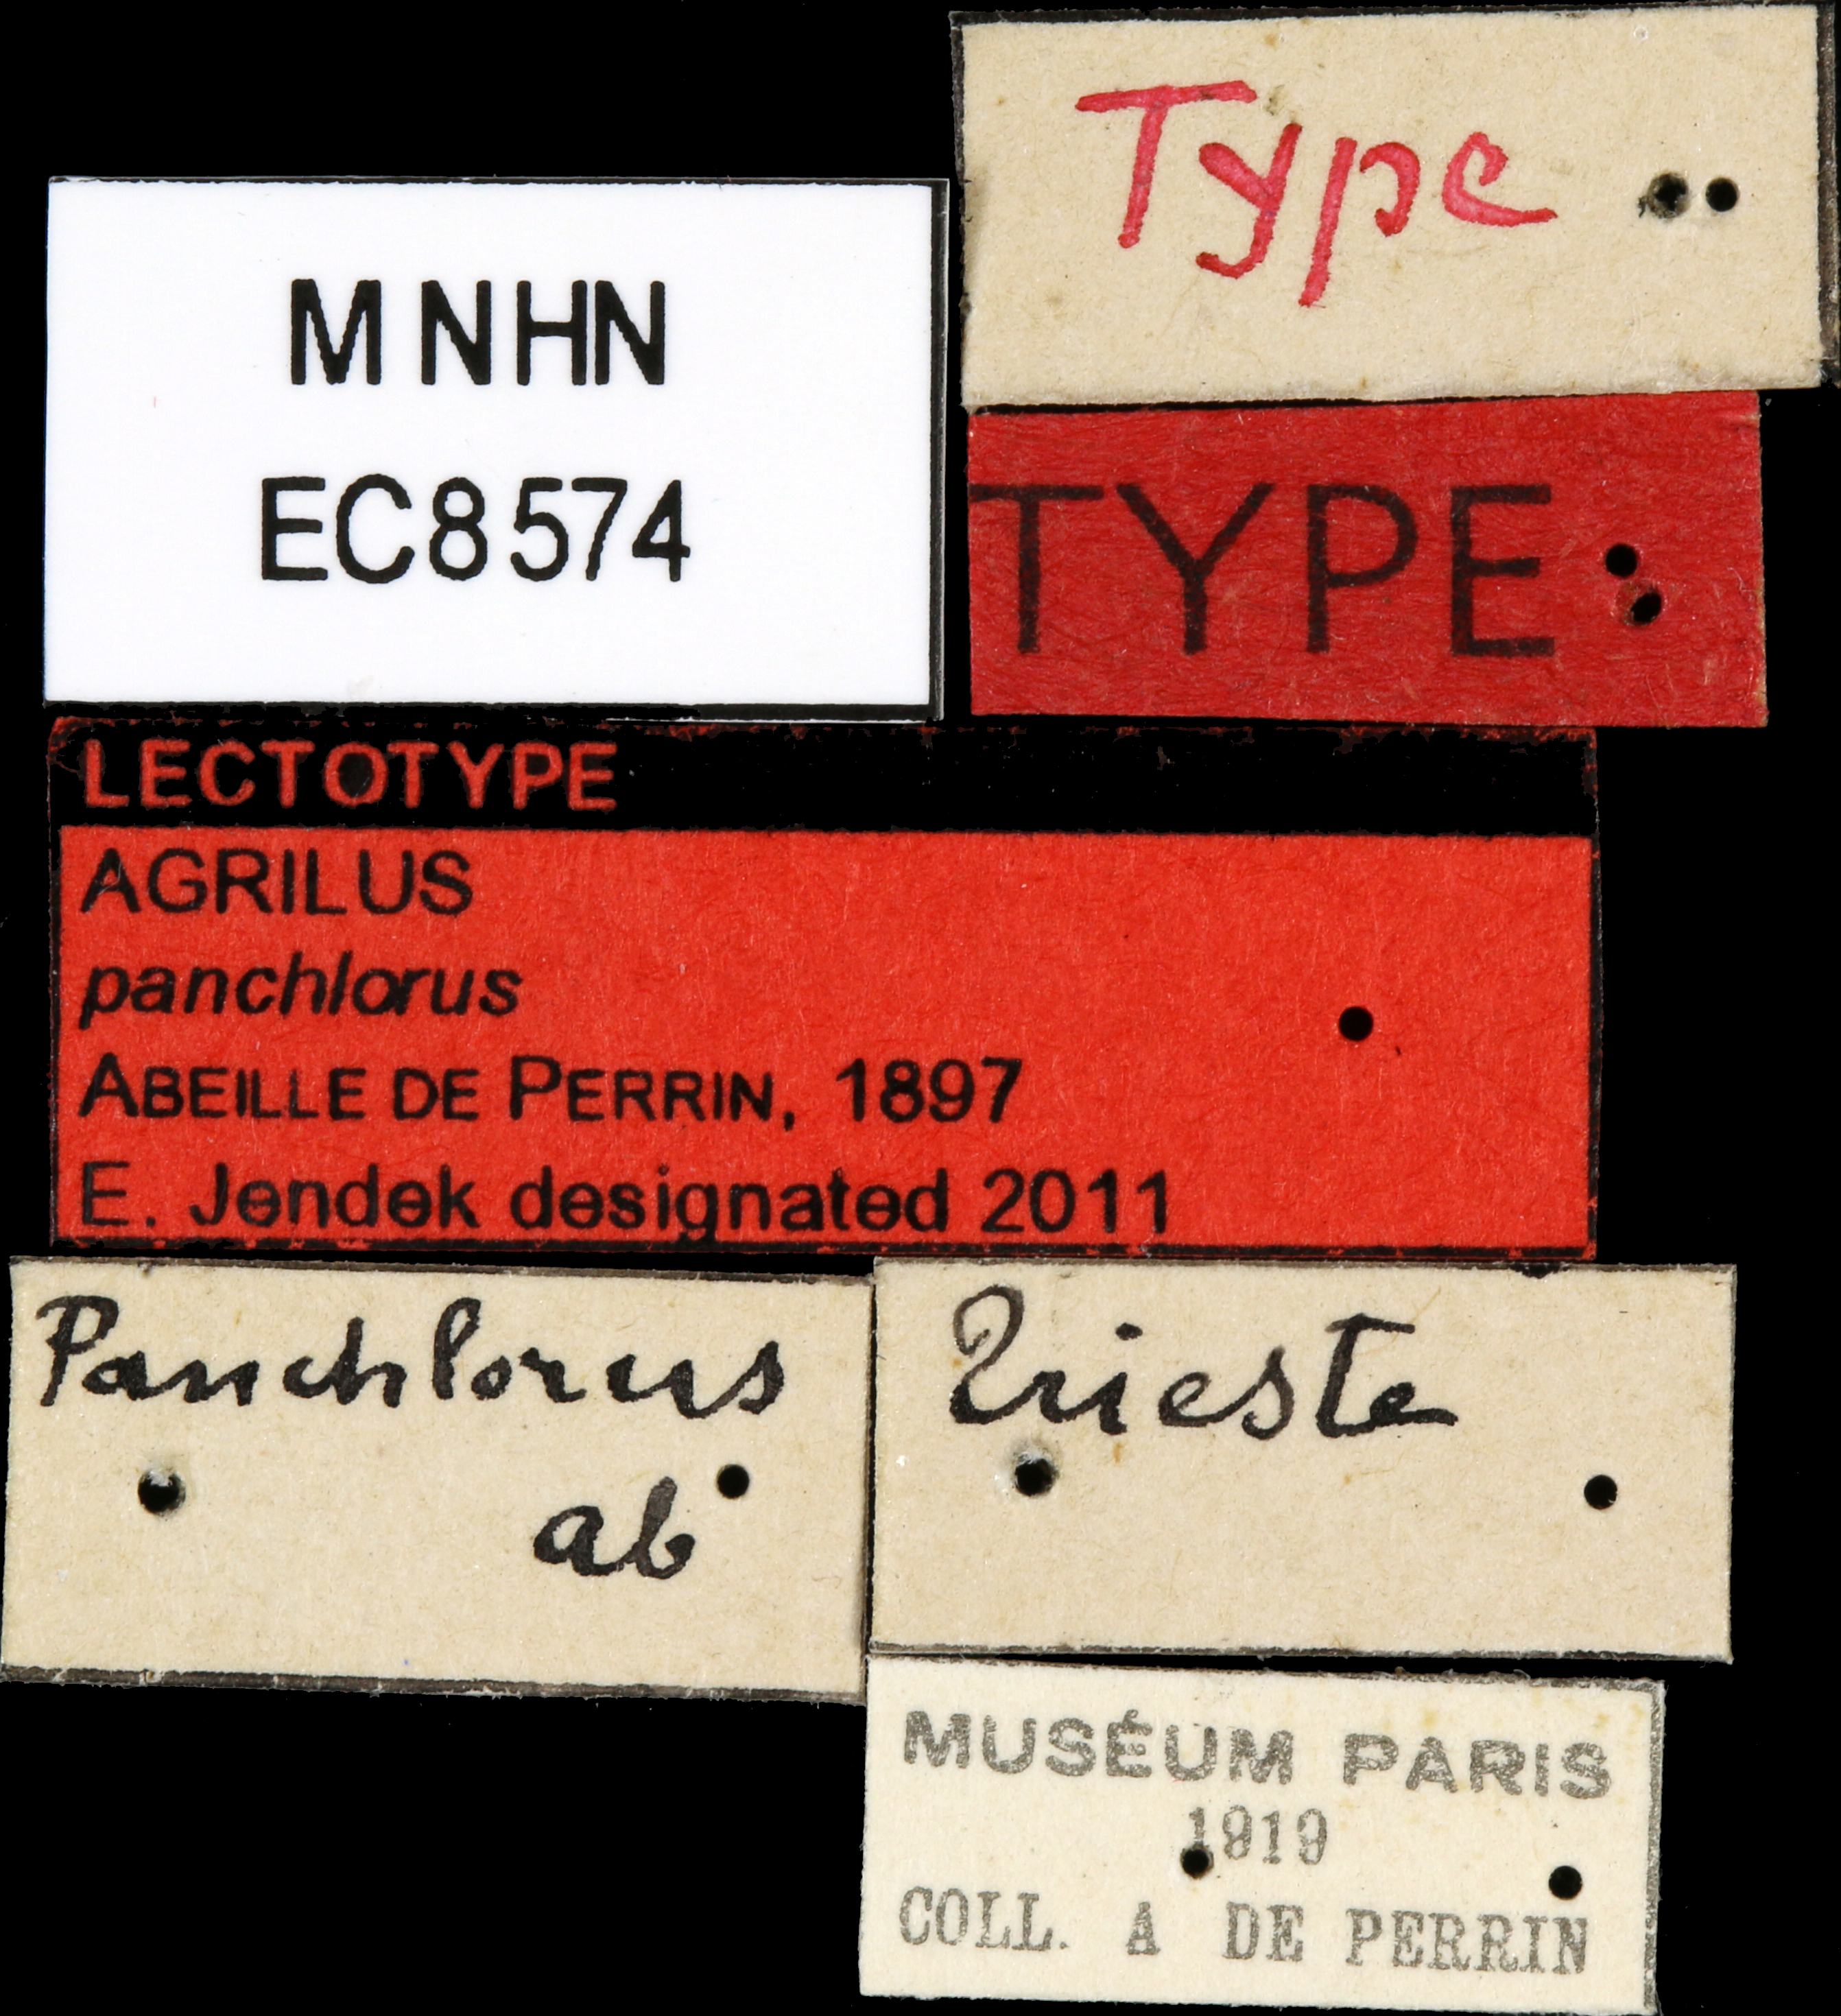 Type
MNHN
EC8574
TYPE
LECTOTYPE
AGRILUS
panchlorus
ABEILLE DE PERRIN, 1897
E. Jendek designated 2011
Panchlorus
ab
Trieste
MUSÉUM PARIS
1919
COLL. A DE PERRIN